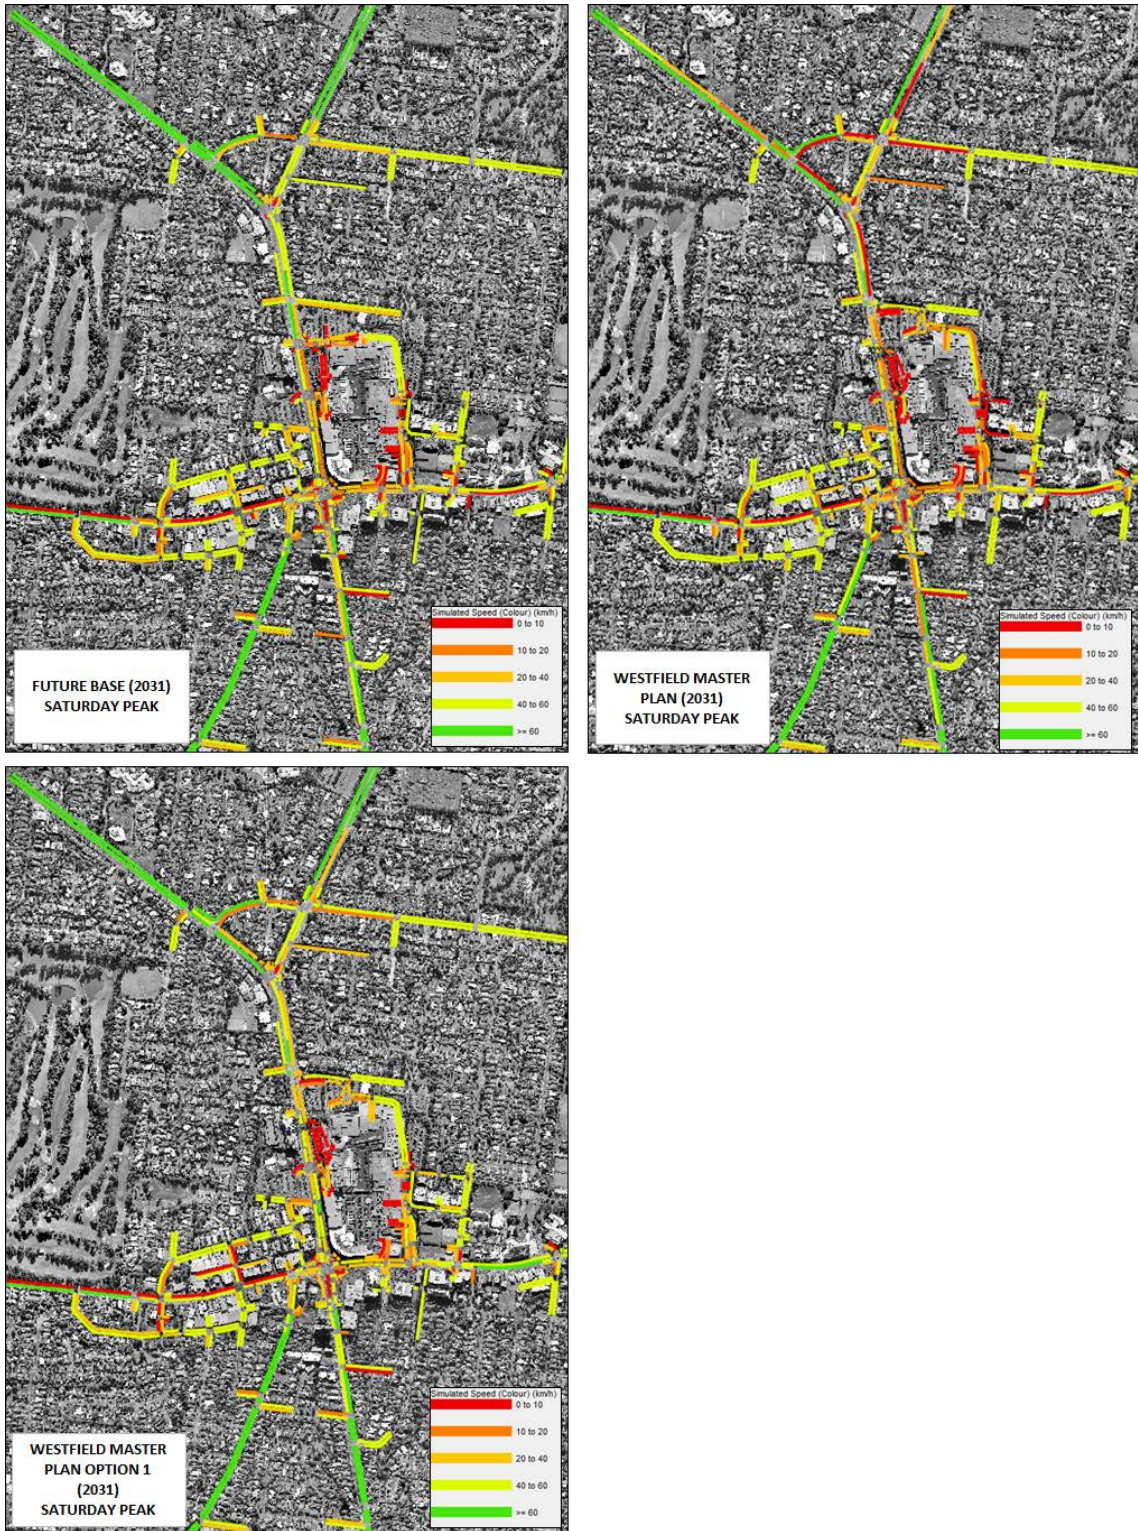 Simulated Speed (Colour) (km/h)
0 to 10
10 to 20
20 to 40
40 to 60
>= 60
FUTURE BASE (2031)
SATURDAY PEAK
Simulated Speed (Colour) (km/h)
0 to 10
10 to 20
20 to 40
40 to 60
>= 60
WESTFIELD MASTER
PLAN (2031)
SATURDAY PEAK
Simulated Speed (Colour) (km/h)
0 to 10
10 to 20
20 to 40
40 to 60
>= 60
WESTFIELD MASTER
PLAN OPTION 1
(2031)
SATURDAY PEAK